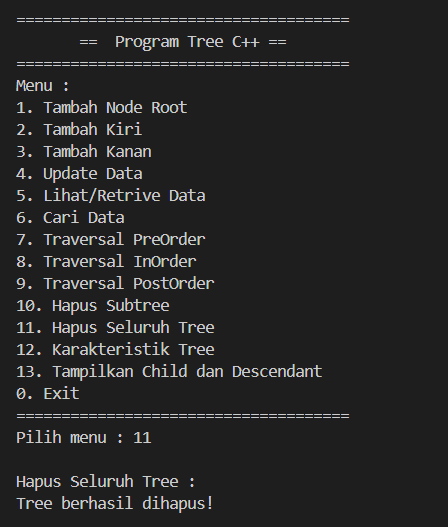 =====================================
== Program Tree C++ ==
=====================================
Menu :
1. Tambah Node Root
2. Tambah Kiri
3. Tambah Kanan
4. Update Data
5. Lihat/Retrive Data
6. Cari Data
7. Traversal PreOrder
8. Traversal InOrder
9. Traversal PostOrder
10. Hapus Subtree
11. Hapus Seluruh Tree
12. Karakteristik Tree
13. Tampilkan Child dan Descendant
0. Exit
=====================================
Pilih menu : 11
Hapus Seluruh Tree :
Tree berhasil dihapus!